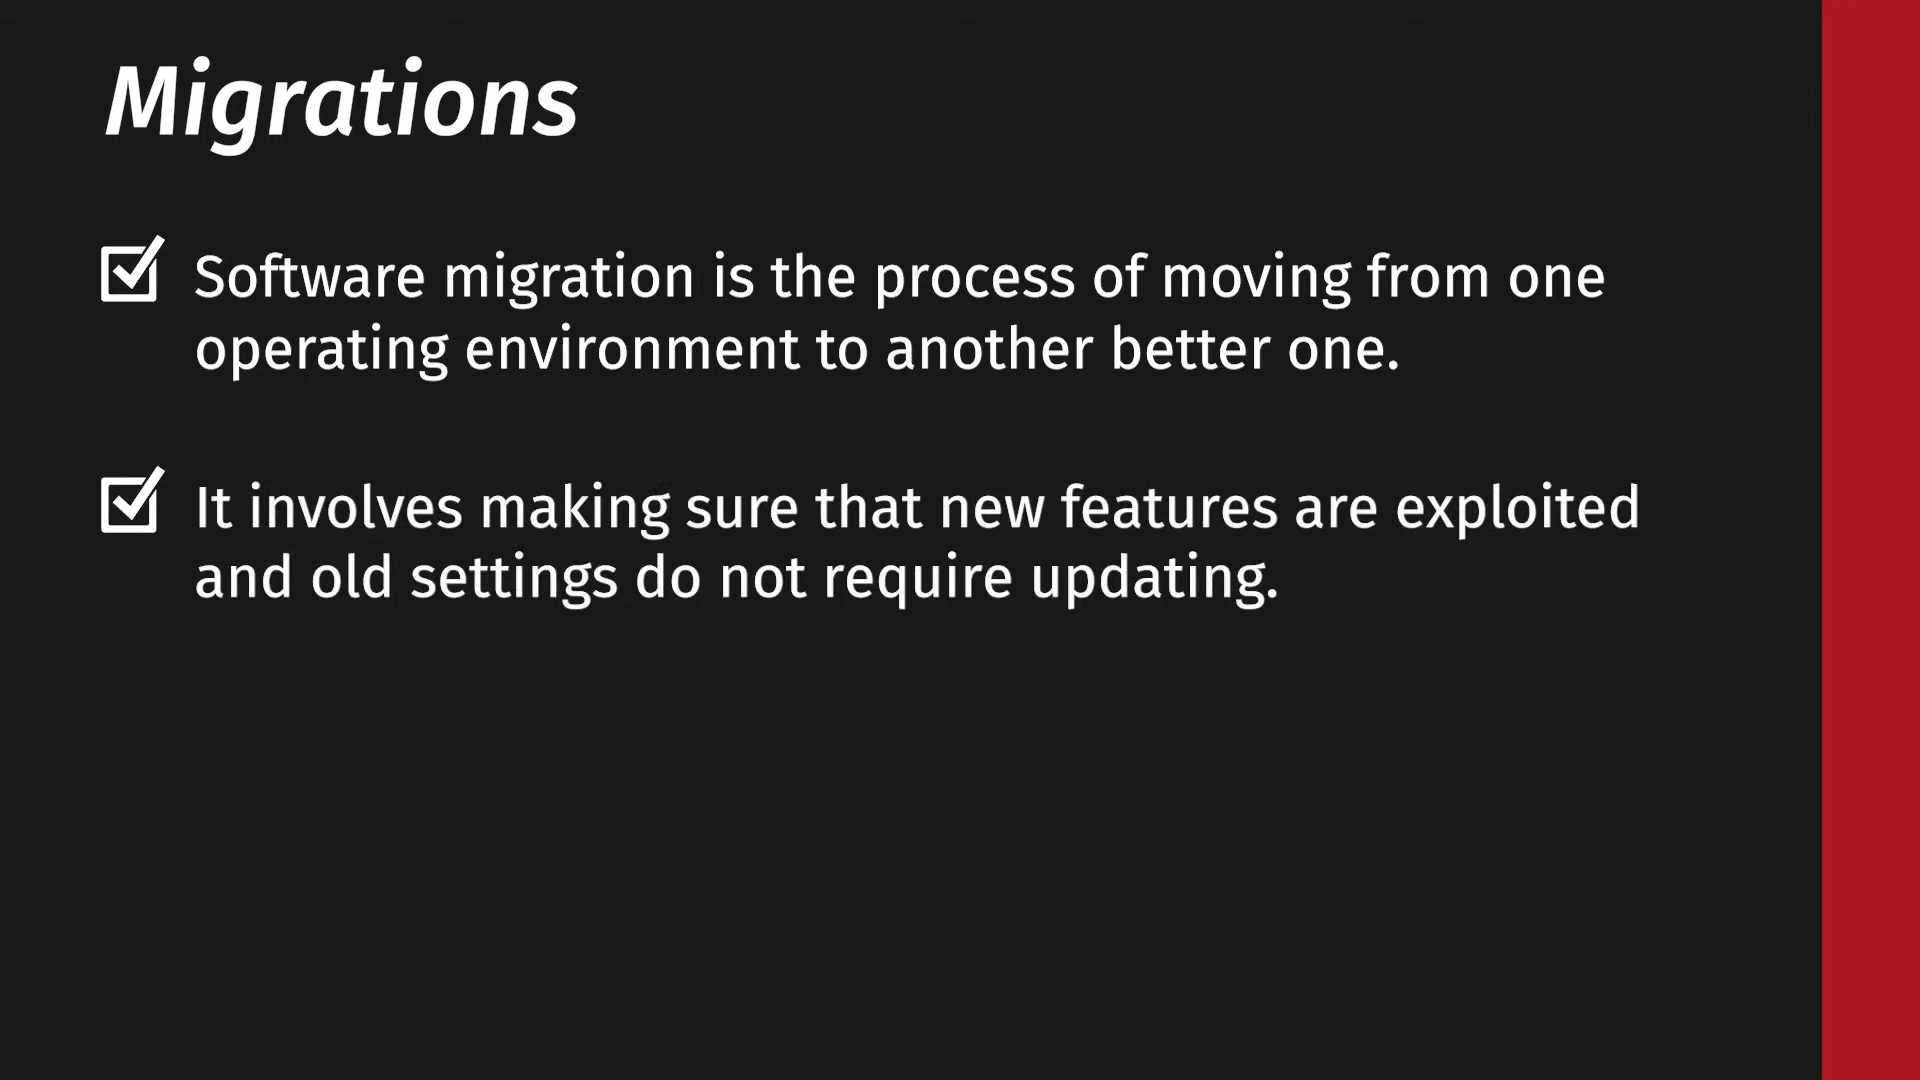 Migrations
Software migration is the process of moving from one
operating environment to another better one.
It involves making sure that new features are exploited
and old settings do not require updating.